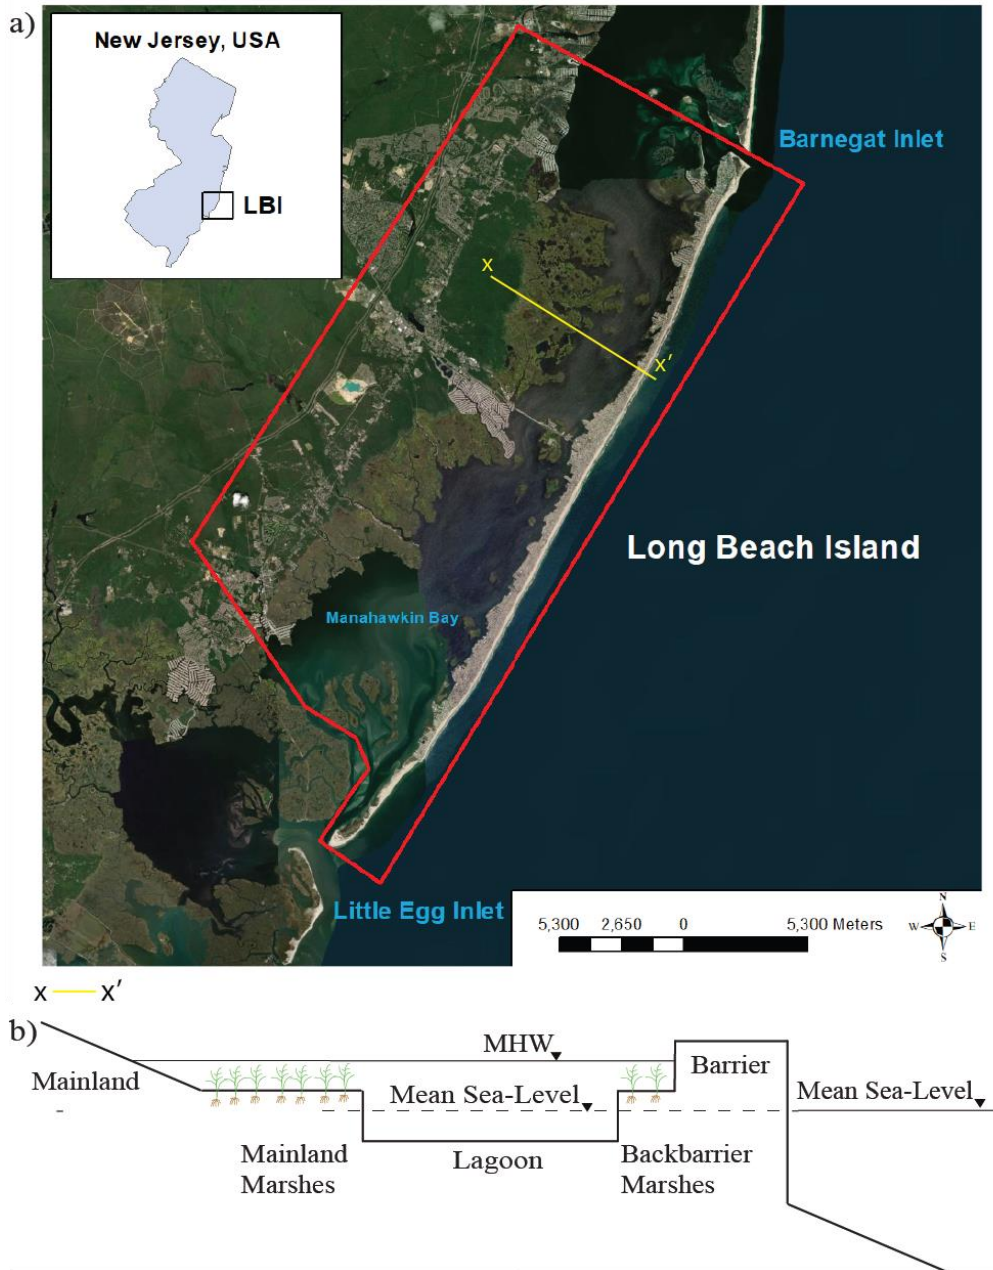 a)
New Jersey, USA
LBI
Barnegat Inlet
x
x'
Long Beach Island
Manahawkin Bay
Little Egg Inlet
5,300 2,650 0 5,300 Meters
N
W E
S
x x'
b)
MHW
Barrier
Mainland
Mean Sea-Level
Mean Sea-Level
Mainland
Marshes
Lagoon
Backbarrier
Marshes